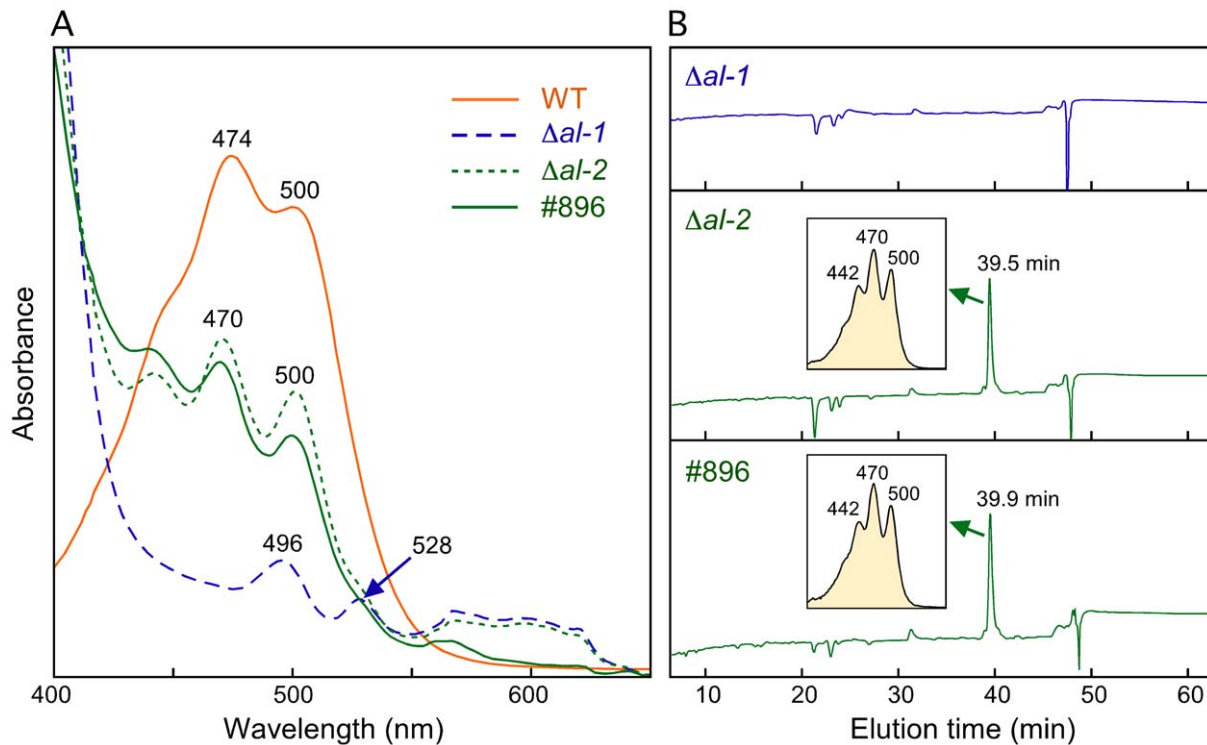 A
WT
Δal-1
Δal-2
#896
474
500
470
500
496
528
Absorbance
400
500
600
Wavelength (nm)
B
Δal-1
Δal-2
442
470
500
39.5 min
#896
442
470
500
39.9 min
10
20
30
40
50
60
Elution time (min)